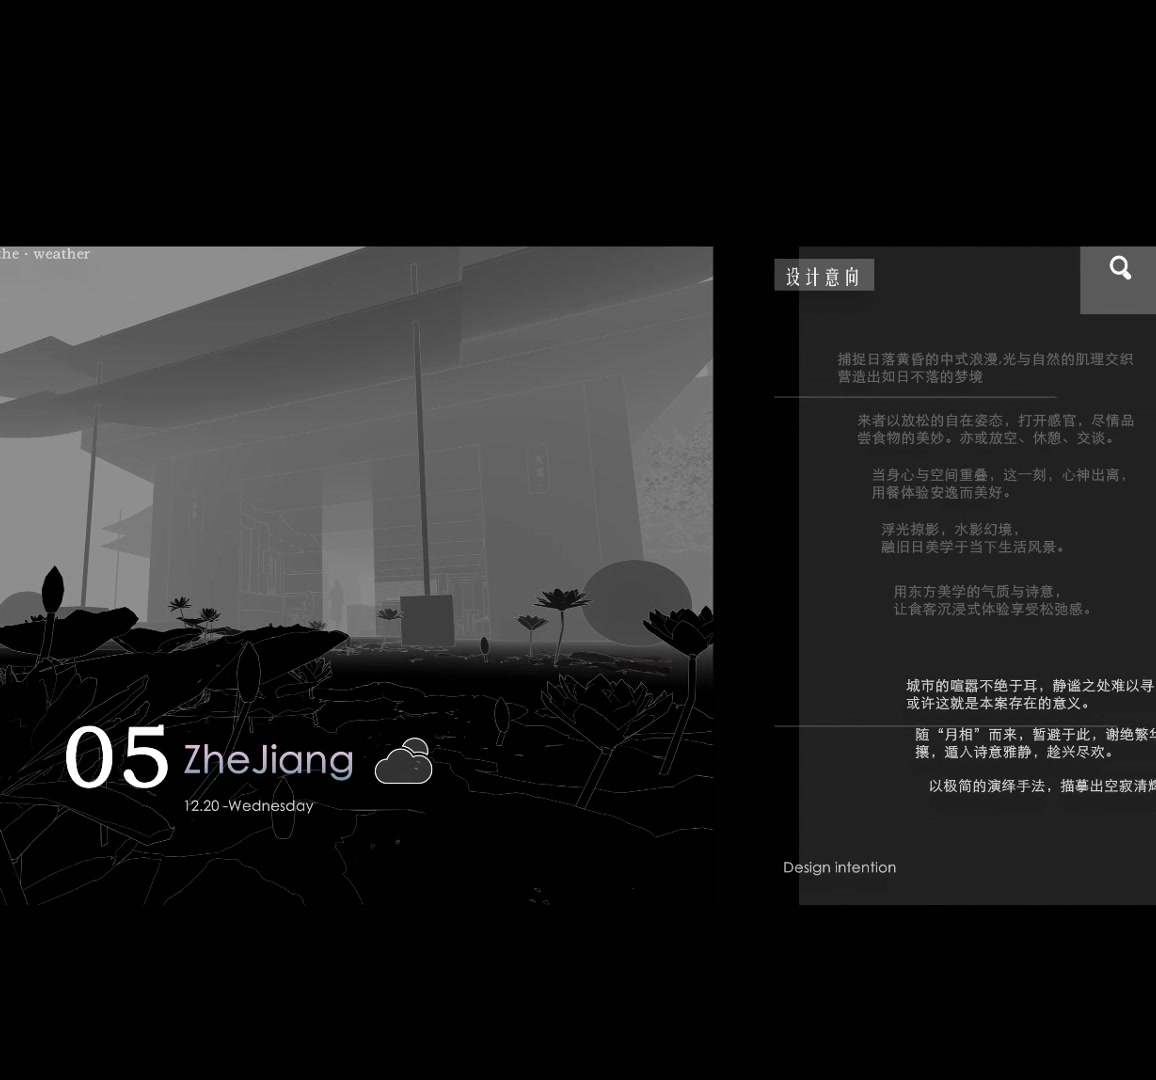 the · weather
05
ZheJiang
12.20 -Wednesday
设计意向
捕捉日落黄昏的中式浪漫,光与自然的肌理交织
营造出如日不落的梦境
来者以放松的自在姿态，打开感官，尽情品
尝食物的美妙。亦或放空、休憩、交谈。
当身心与空间重叠，这一刻，心神出离，
用餐体验安逸而美好。
浮光掠影，水影幻境，
融旧日美学于当下生活风景。
用东方美学的气质与诗意，
让食客沉浸式体验享受松弛感。
城市的喧嚣不绝于耳，静谧之处难以寻
或许这就是本案存在的意义。
随“月相”而来，暂避于此，谢绝繁华
攘，遁入诗意雅静，趁兴尽欢。
以极简的演绎手法，描摹出空寂清辉
Design intention